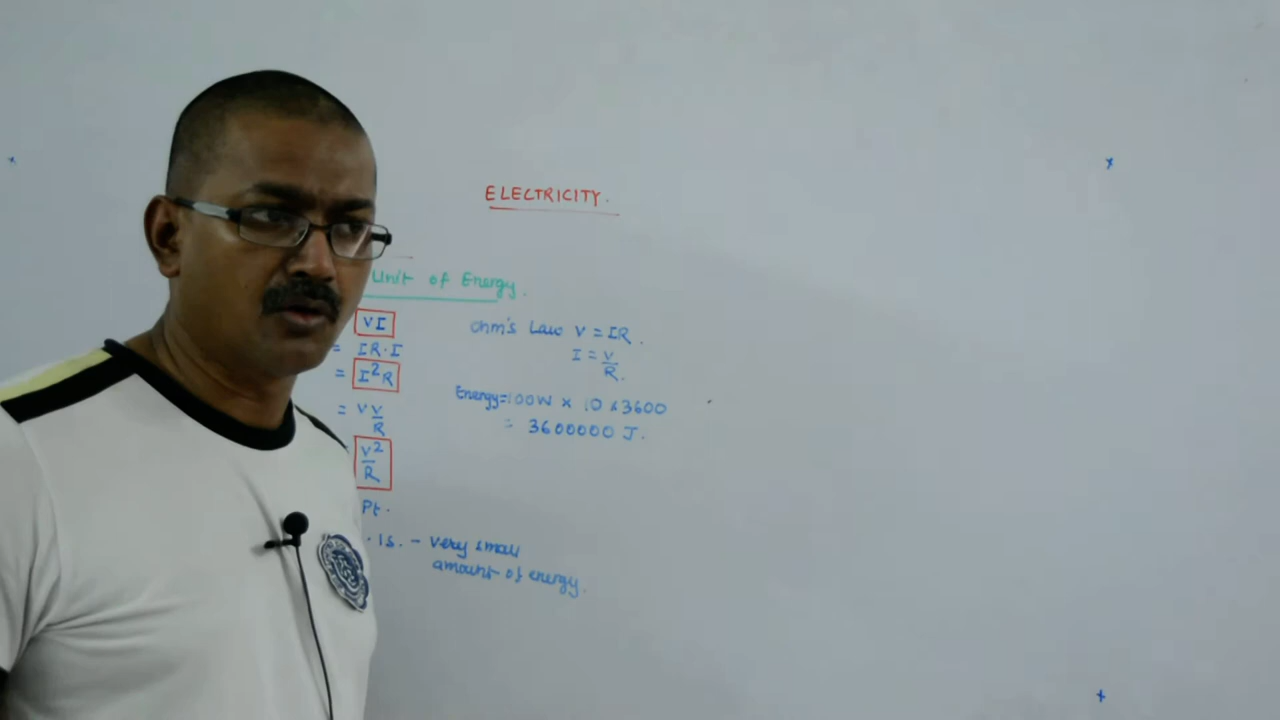 ELECTRICITY.
Unit of Energy.
VI
= IR·I
= I²R
= V V/R
V²/R
Pt.
. 1s. - very small
amount of energy.
Ohm's Law V = IR.
I = V/R.
Energy=100W x 10 x 3600
= 3600000 J.